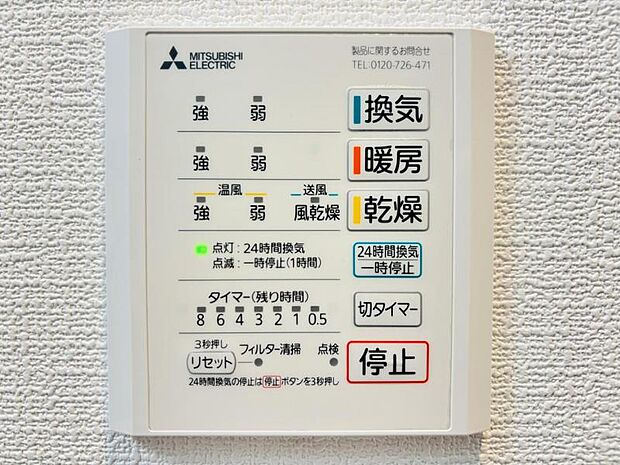 MITSUBISHI
ELECTRIC
製品に関するお問合せ
TEL:0120-726-471
強 弱 換気
強 弱 暖房
温風 送風
強 弱 風乾燥 乾燥
点灯:24時間換気
点滅:一時停止(1時間)
24時間換気
一時停止
タイマー(残り時間)
8 6 4 3 2 1 0.5
切タイマー
3秒押し
リセット フィルター清掃 点検
停止
24時間換気の停止は停止ボタンを3秒押し